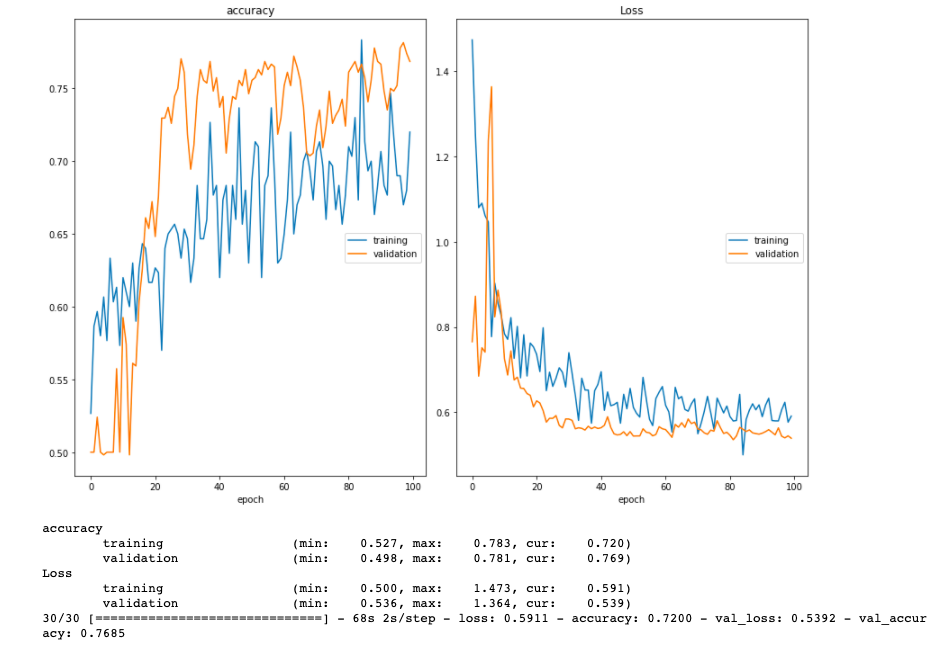 accuracy
Loss
0.75
0.70
0.65
0.60
0.55
0.50
1.4
1.2
1.0
0.8
0.6
training
validation
training
validation
0 20 40 60 80 100
0 20 40 60 80 100
epoch
epoch
accuracy
training (min: 0.527, max: 0.783, cur: 0.720)
validation (min: 0.498, max: 0.781, cur: 0.769)
Loss
training (min: 0.500, max: 1.473, cur: 0.591)
validation (min: 0.536, max: 1.364, cur: 0.539)
30/30 [==============================] - 68s 2s/step - loss: 0.5911 - accuracy: 0.7200 - val_loss: 0.5392 - val_accur
acy: 0.7685